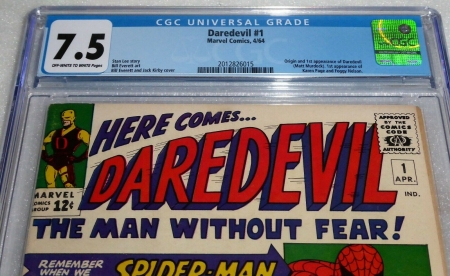 CGC UNIVERSAL GRADE
7.5
OFF-WHITE TO WHITE Pages
Daredevil #1
Marvel Comics, 4/64
2012826015
Stan Lee story
Bill Everett art
Bill Everett and Jack Kirby cover
Origin and 1st appearance of Daredevil
(Matt Murdock). 1st appearance of
Karen Page and Foggy Nelson.
CGC
HERE COMES...
DAREDEVIL
THE MAN WITHOUT FEAR!
MARVEL
COMICS
GROUP
12¢
APPROVED
BY THE
COMICS
CODE
AUTHORITY
1
APR.
IND.
REMEMBER
WHEN WE
SPIDER-MAN